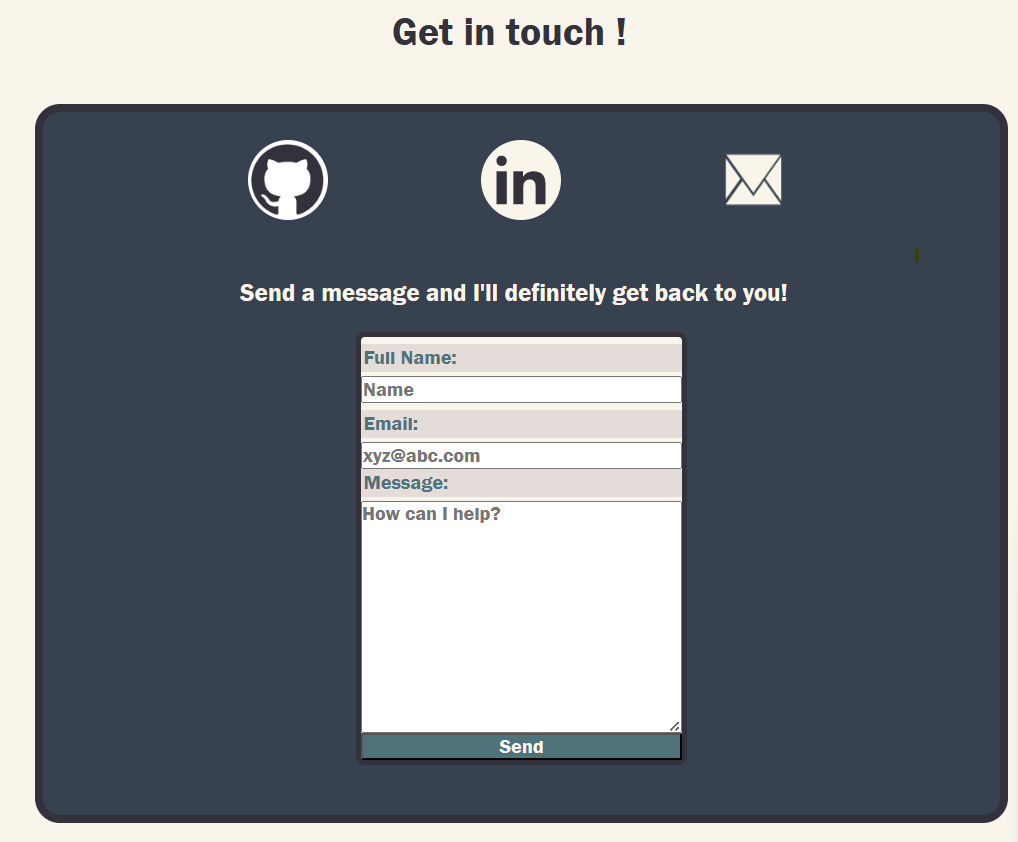 Get in touch !
in
Send a message and I'll definitely get back to you!
Full Name:
Name
Email:
xyz@abc.com
Message:
How can I help?
Send